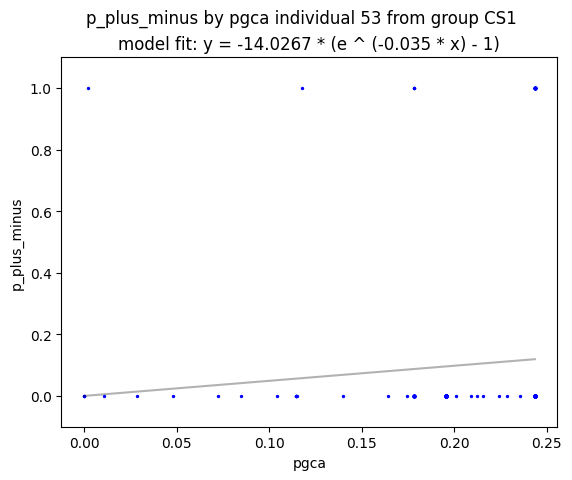 p_plus_minus by pgca individual 53 from group CS1
model fit: y = -14.0267 * (e ^ (-0.035 * x) - 1)
1.0
0.8
0.6
0.4
0.2
0.0
p_plus_minus
0.00 0.05 0.10 0.15 0.20 0.25
pgca